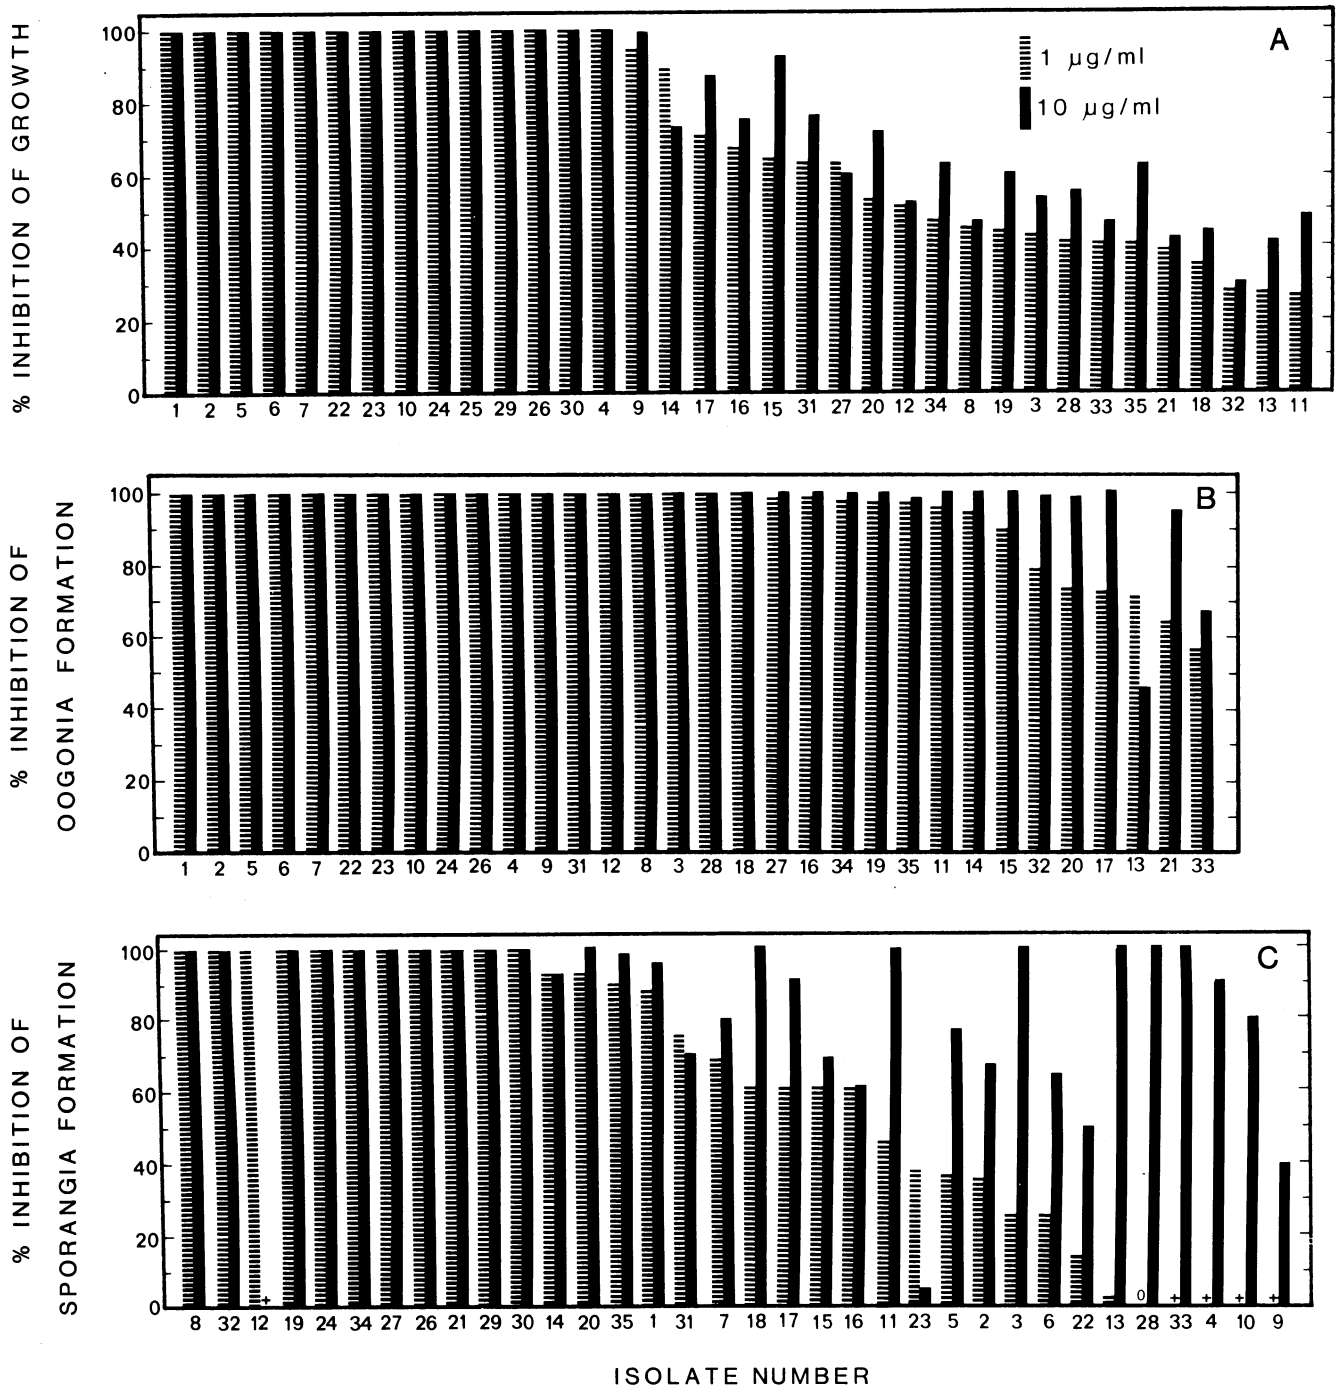 % INHIBITION OF GROWTH
A
1 µg/ml
10 µg/ml
100
80
60
40
20
0
1 2 5 6 7 22 23 10 24 25 29 26 30 4 9 14 17 16 15 31 27 20 12 34 8 19 3 28 33 35 21 18 32 13 11
% INHIBITION OF
OOGONIA FORMATION
B
100
80
60
40
20
0
1 2 5 6 7 22 23 10 24 26 4 9 31 12 8 3 28 18 27 16 34 19 35 11 14 15 32 20 17 13 21 33
% INHIBITION OF
SPORANGIA FORMATION
C
100
80
60
40
20
0
+ 0 + + + +
8 32 12 19 24 34 27 26 21 29 30 14 20 35 1 31 7 18 17 15 16 11 23 5 2 3 6 22 13 28 33 4 10 9
ISOLATE NUMBER